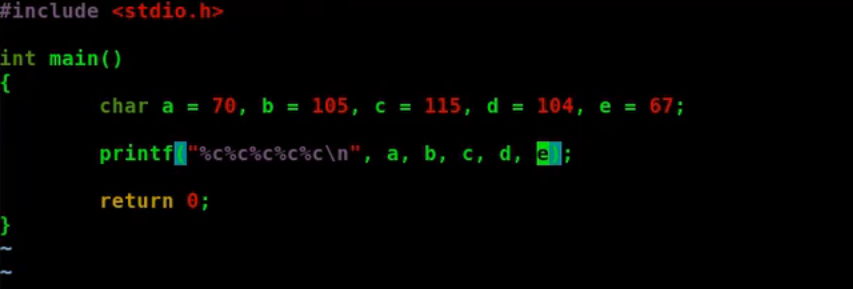 #include <stdio.h>
int main()
{
char a = 70, b = 105, c = 115, d = 104, e = 67;
printf("%c%c%c%c%c\n", a, b, c, d, e);
return 0;
}
~
~